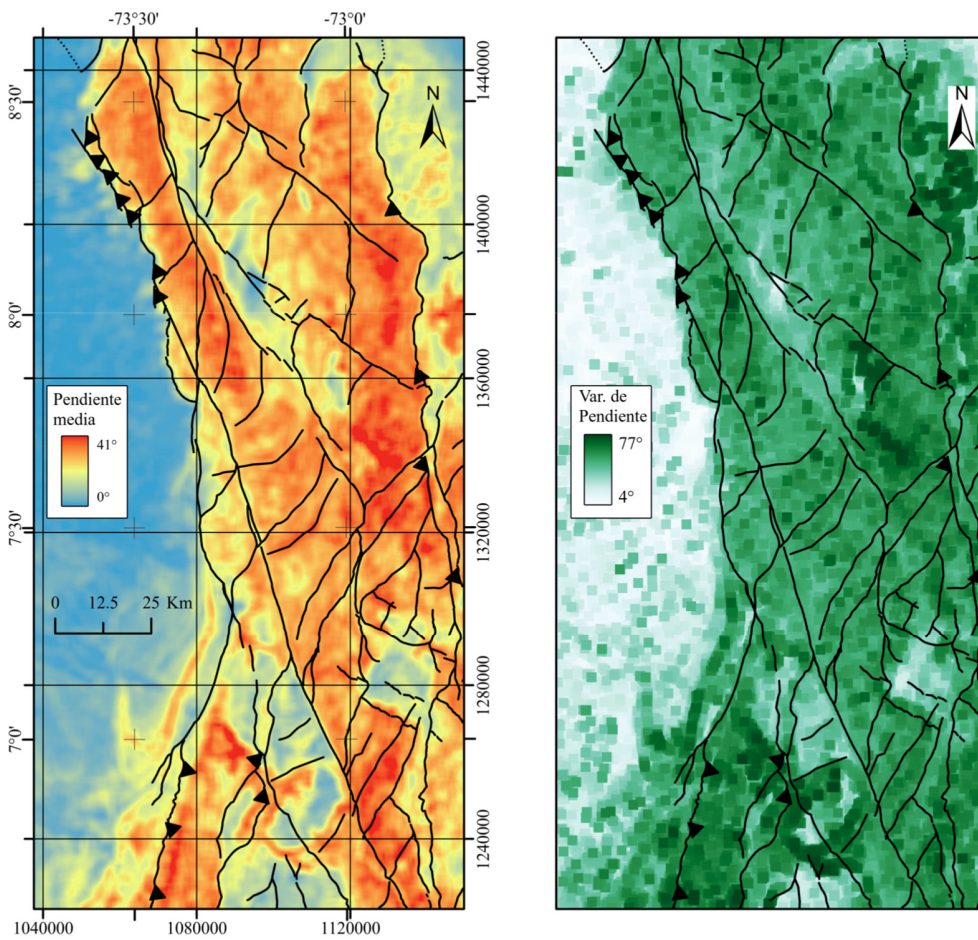 -73°30'
-73°0'
N
8°30'
8°0'
7°30'
7°0'
1440000
1400000
1360000
1320000
1280000
1240000
Pendiente
media
41°
0°
0 12.5 25 Km
1040000
1080000
1120000
N
Var. de
Pendiente
77°
4°